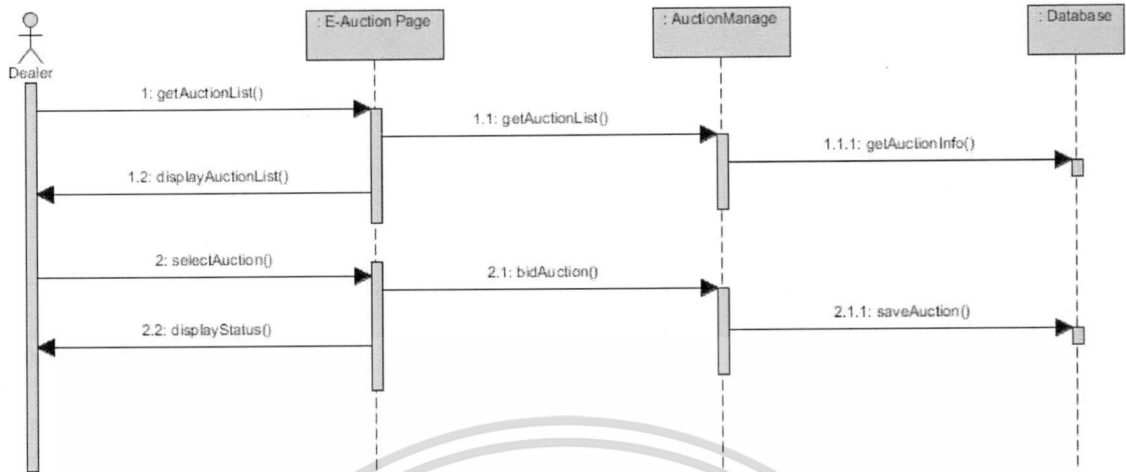 : E-Auction Page
: AuctionManage
: Database
Dealer
1: getAuctionList()
1.1: getAuctionList()
1.1.1: getAuctionInfo()
1.2: displayAuctionList()
2: selectAuction()
2.1: bidAuction()
2.1.1: saveAuction()
2.2: displayStatus()